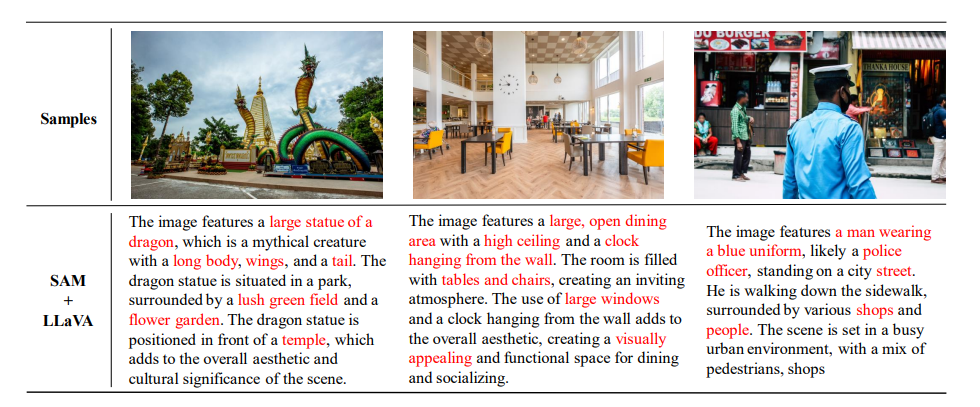 Samples
DU BURGER
THANKA HOUSE
SAM
+
LLaVA
The image features a large statue of a
dragon, which is a mythical creature
with a long body, wings, and a tail. The
dragon statue is situated in a park,
surrounded by a lush green field and a
flower garden. The dragon statue is
positioned in front of a temple, which
adds to the overall aesthetic and
cultural significance of the scene.
The image features a large, open dining
area with a high ceiling and a clock
hanging from the wall. The room is filled
with tables and chairs, creating an inviting
atmosphere. The use of large windows
and a clock hanging from the wall adds to
the overall aesthetic, creating a visually
appealing and functional space for dining
and socializing.
The image features a man wearing
a blue uniform, likely a police
officer, standing on a city street.
He is walking down the sidewalk,
surrounded by various shops and
people. The scene is set in a busy
urban environment, with a mix of
pedestrians, shops